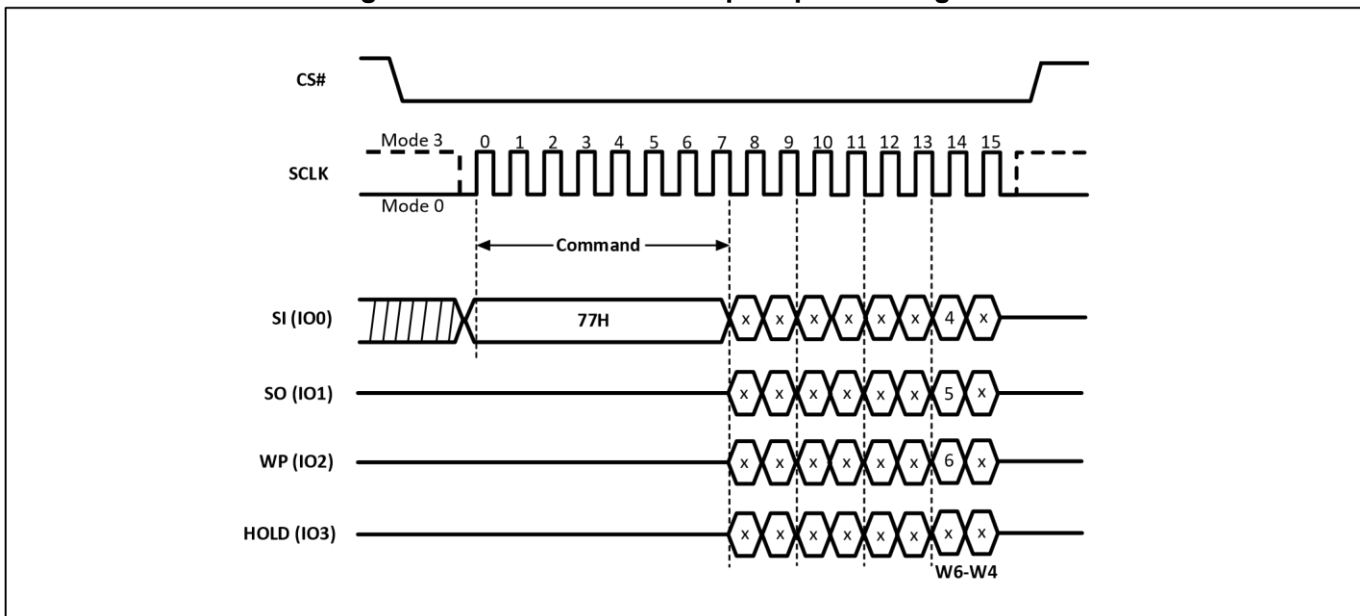 CS#
Mode 3
0 1 2 3 4 5 6 7 8 9 10 11 12 13 14 15
SCLK
Mode 0
Command
SI (IO0) 77H x x x x x x 4 x
SO (IO1) x x x x x x 5 x
WP (IO2) x x x x x x 6 x
HOLD (IO3) x x x x x x x x
W6-W4